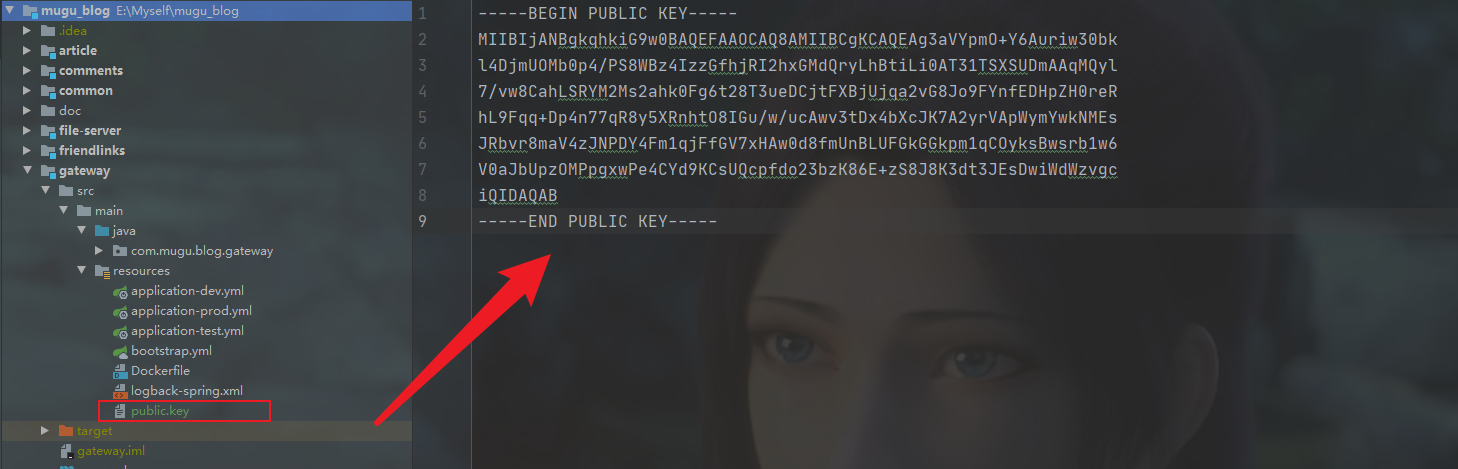 mugu_blog E:\Myself\mugu_blog
.idea
article
comments
common
doc
file-server
friendlinks
gateway
src
main
java
com.mugu.blog.gateway
resources
application-dev.yml
application-prod.yml
application-test.yml
bootstrap.yml
Dockerfile
logback-spring.xml
public.key
target
gateway.iml
1 -----BEGIN PUBLIC KEY-----
2 MIIBIjANBgkqhkiG9w0BAQEFAAOCAQ8AMIIBCgKCAQEAg3aVYpmO+Y6Auriw30bk
3 l4DjmUOMb0p4/PS8WBz4IzzGfhjRI2hxGMdQryLhBtiLi0AT31TSXSUDmAAqMQyl
4 7/vw8CahLSRYM2Ms2ahk0Fg6t28T3ueDCjtFXBjUjqa2vG8Jo9FYnfEDHpZH0reR
5 hL9Fqq+Dp4n77qR8y5XRnhtO8IGu/w/ucAwv3tDx4bXcJK7A2yrVApWymYwkNMEs
6 JRbvr8maV4zJNPDY4Fm1qjFfGV7xHAw0d8fmUnBLUFGkGGkpm1qCOyksBwsrb1w6
7 V0aJbUpzOMPpgxwPe4CYd9KCsUQcpfdo23bzK86E+zS8J8K3dt3JEsDwiWdWzvgc
8 iQIDAQAB
9 -----END PUBLIC KEY-----